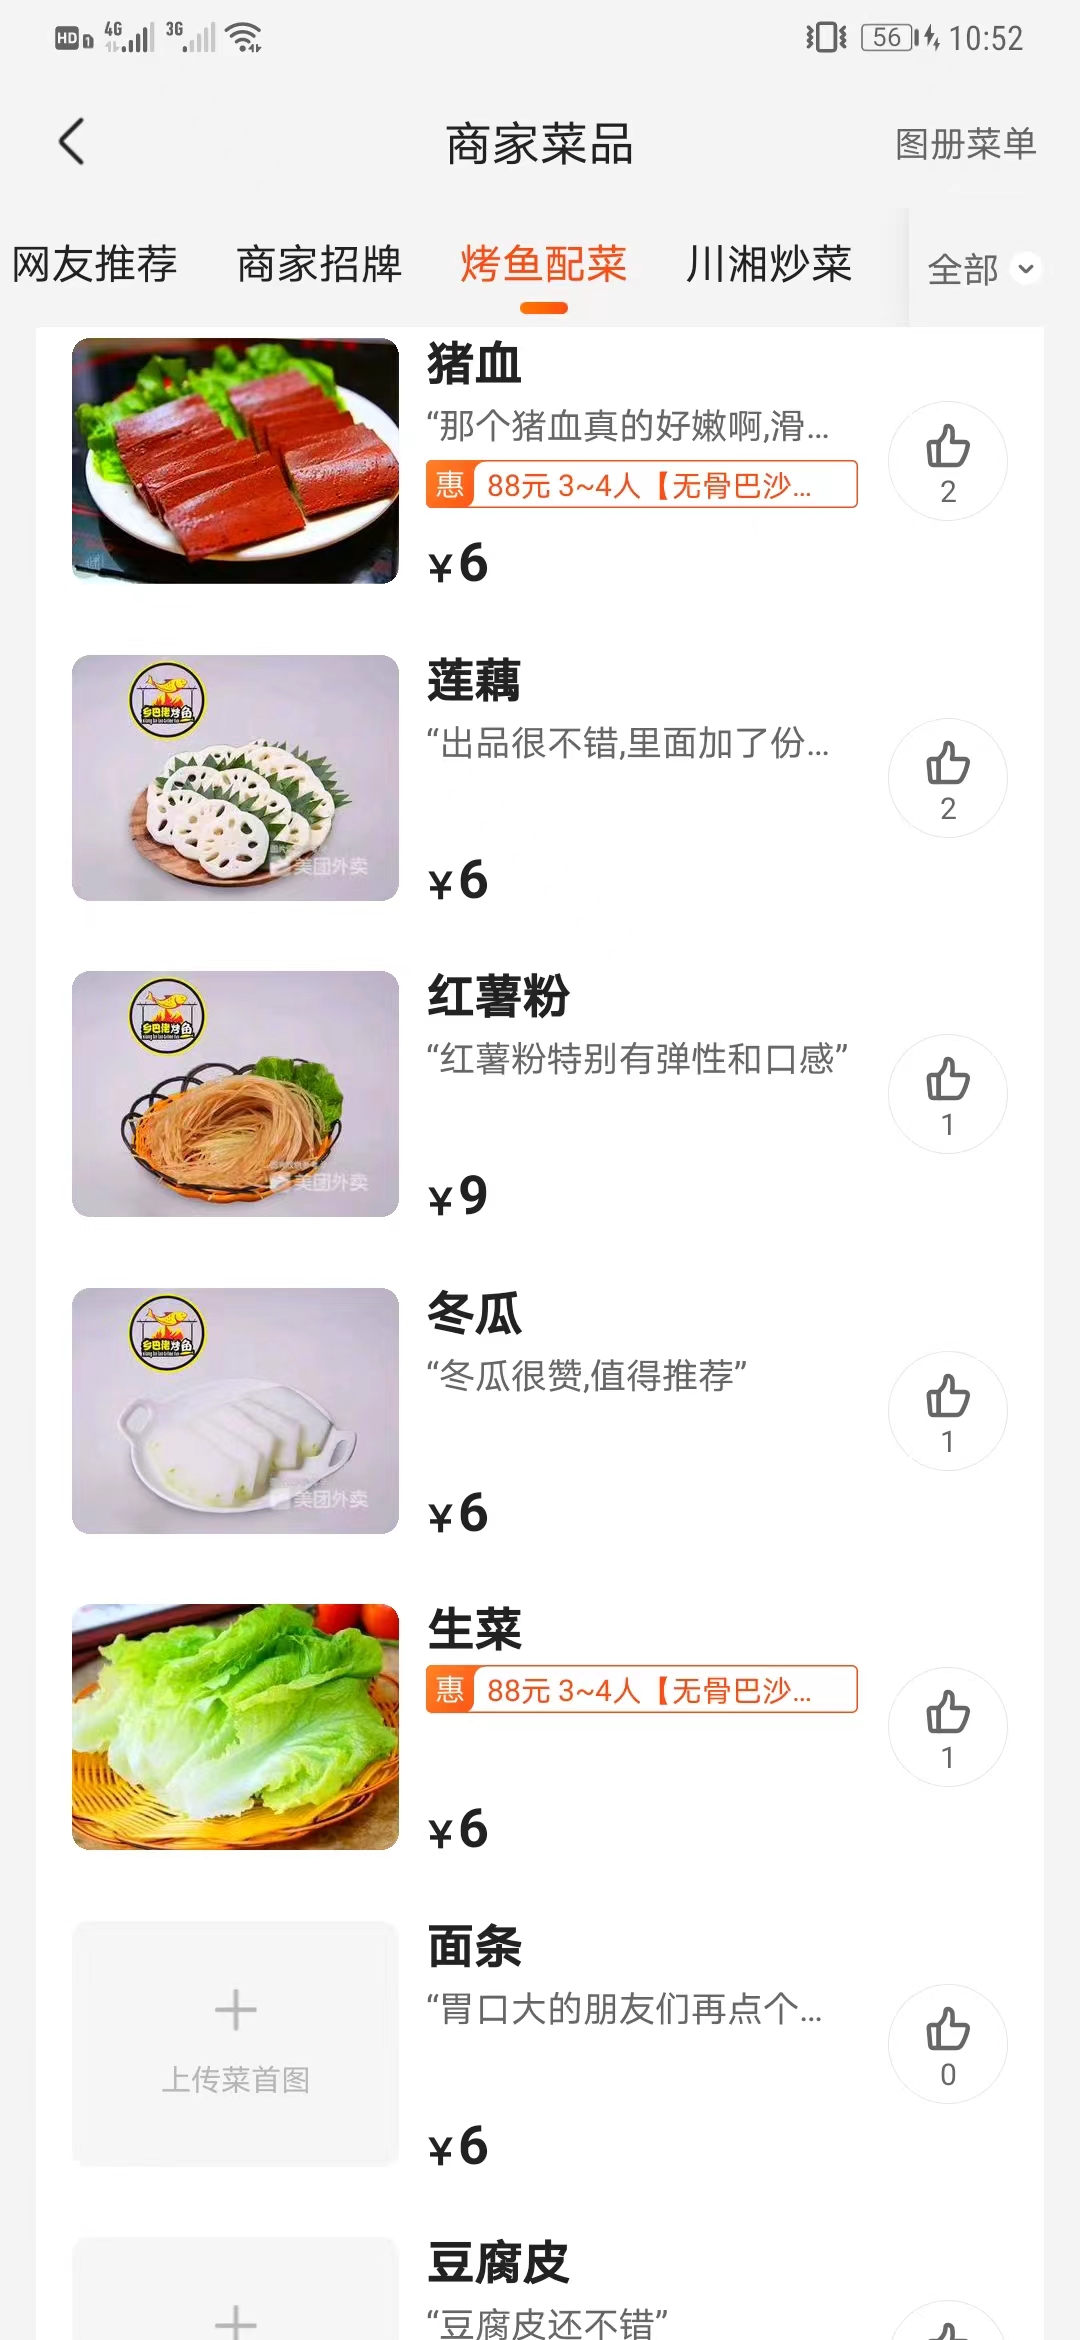 HD 1 4G 3G 56 10:52
商家菜品 图册菜单
网友推荐 商家招牌 烤鱼配菜 川湘炒菜 全部
猪血
“那个猪血真的好嫩啊,滑...
惠 88元 3~4人【无骨巴沙...
2
¥6
乡巴佬烤鱼
美团外卖
莲藕
“出品很不错,里面加了份...
2
¥6
乡巴佬烤鱼
美团外卖
红薯粉
“红薯粉特别有弹性和口感”
1
¥9
乡巴佬烤鱼
美团外卖
冬瓜
“冬瓜很赞,值得推荐”
1
¥6
生菜
惠 88元 3~4人【无骨巴沙...
1
¥6
上传菜首图
面条
“胃口大的朋友们再点个...
0
¥6
豆腐皮
“豆腐皮还不错”